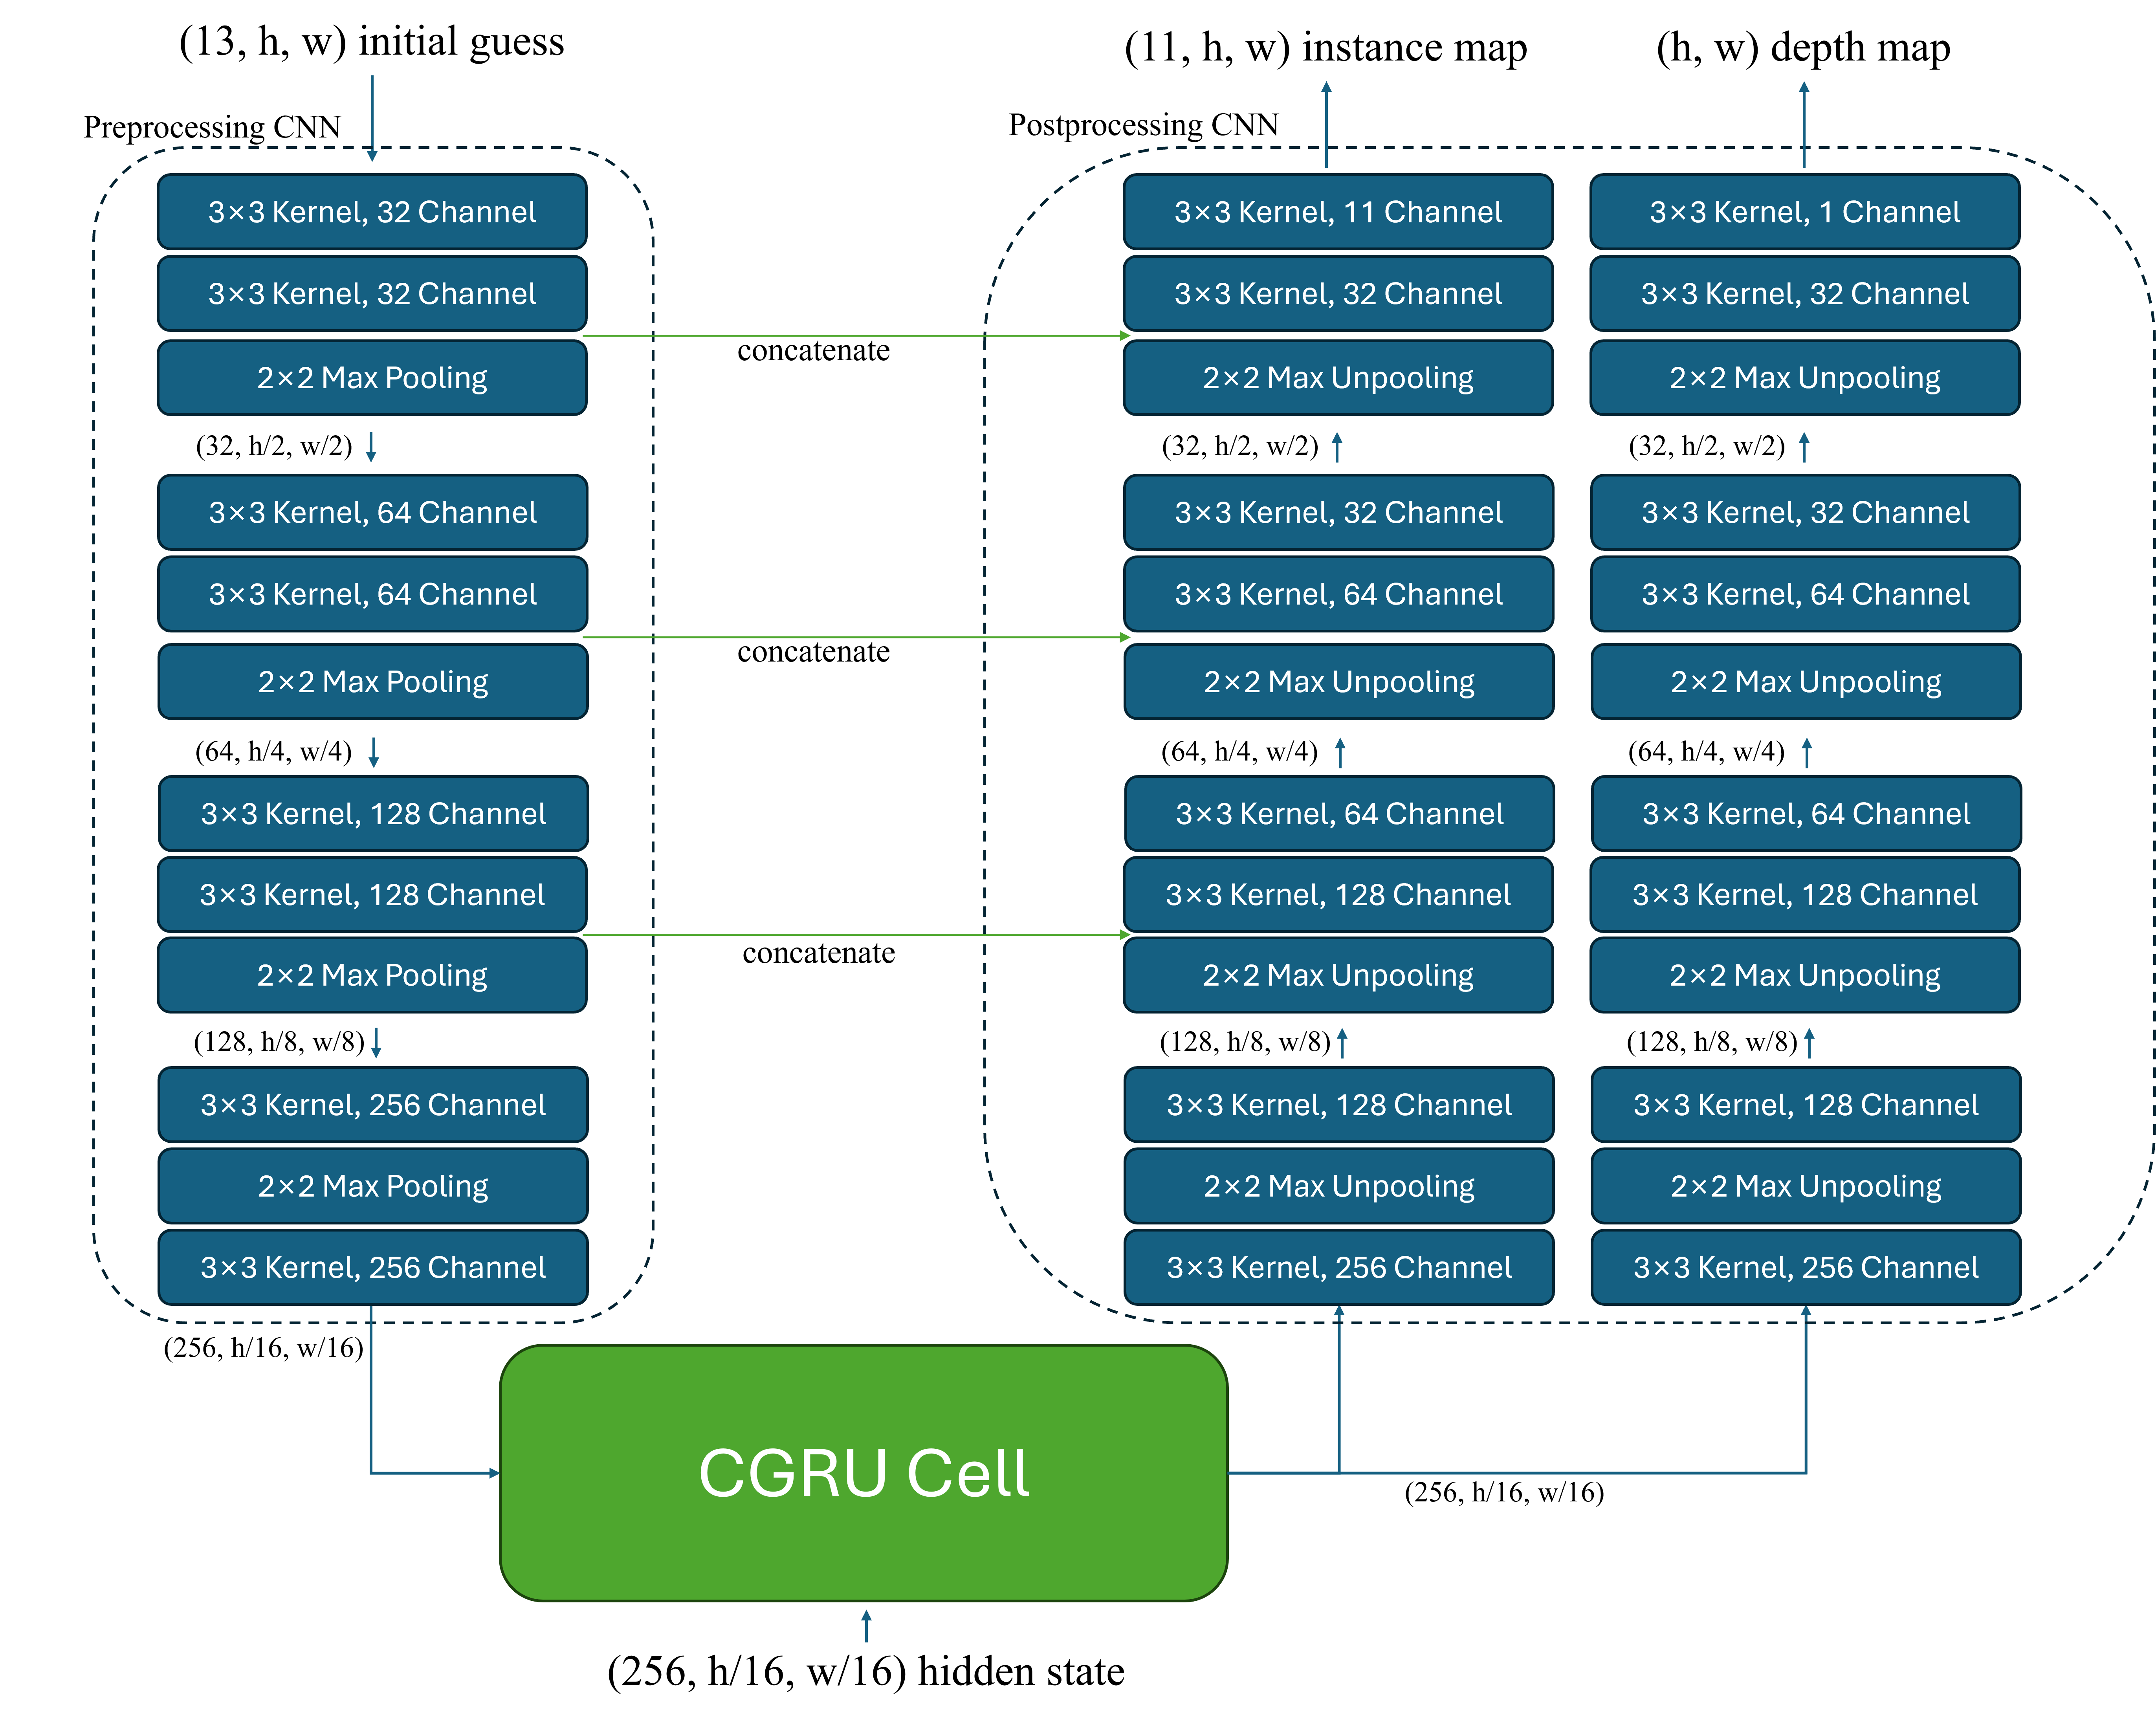 (13, h, w) initial guess
Preprocessing CNN
3×3 Kernel, 32 Channel
3×3 Kernel, 32 Channel
2×2 Max Pooling
(32, h/2, w/2)
3×3 Kernel, 64 Channel
3×3 Kernel, 64 Channel
2×2 Max Pooling
(64, h/4, w/4)
3×3 Kernel, 128 Channel
3×3 Kernel, 128 Channel
2×2 Max Pooling
(128, h/8, w/8)
3×3 Kernel, 256 Channel
2×2 Max Pooling
3×3 Kernel, 256 Channel
(256, h/16, w/16)
concatenate
concatenate
concatenate
CGRU Cell
(256, h/16, w/16) hidden state
(256, h/16, w/16)
Postprocessing CNN
(11, h, w) instance map
3×3 Kernel, 11 Channel
3×3 Kernel, 32 Channel
2×2 Max Unpooling
(32, h/2, w/2)
3×3 Kernel, 32 Channel
3×3 Kernel, 64 Channel
2×2 Max Unpooling
(64, h/4, w/4)
3×3 Kernel, 64 Channel
3×3 Kernel, 128 Channel
2×2 Max Unpooling
(128, h/8, w/8)
3×3 Kernel, 128 Channel
2×2 Max Unpooling
3×3 Kernel, 256 Channel
(h, w) depth map
3×3 Kernel, 1 Channel
3×3 Kernel, 32 Channel
2×2 Max Unpooling
(32, h/2, w/2)
3×3 Kernel, 32 Channel
3×3 Kernel, 64 Channel
2×2 Max Unpooling
(64, h/4, w/4)
3×3 Kernel, 64 Channel
3×3 Kernel, 128 Channel
2×2 Max Unpooling
(128, h/8, w/8)
3×3 Kernel, 128 Channel
2×2 Max Unpooling
3×3 Kernel, 256 Channel